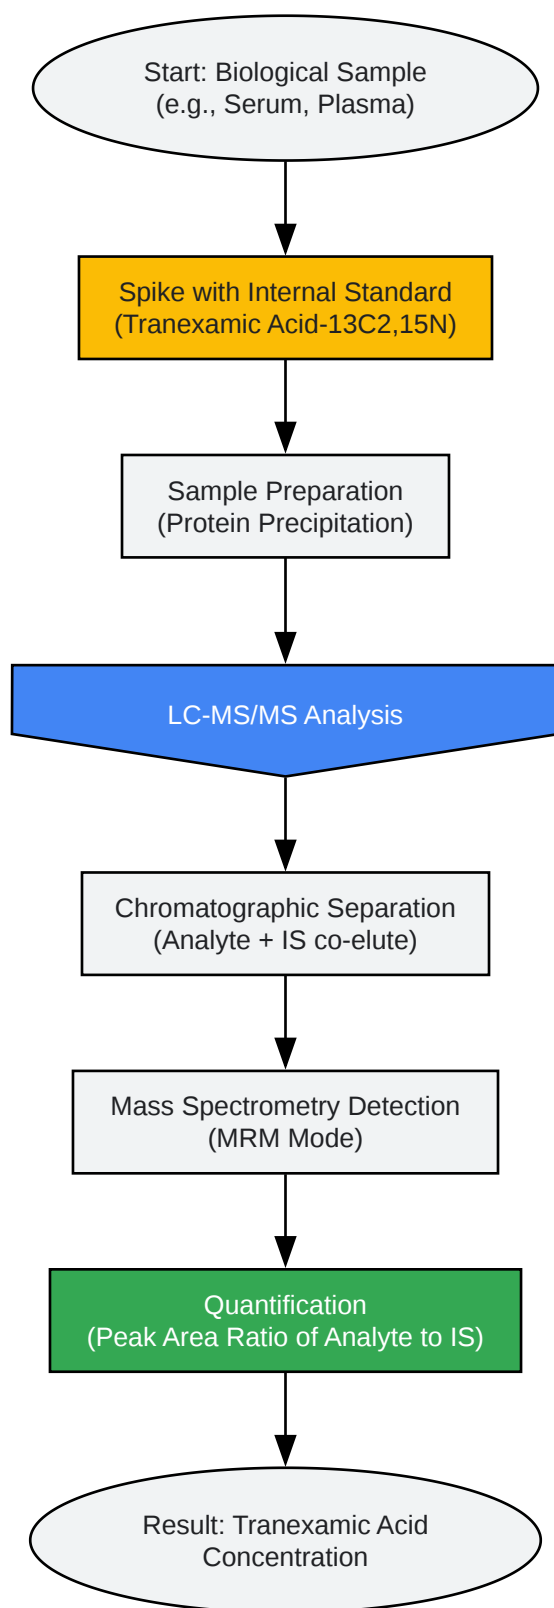 Start: Biological Sample
(e.g., Serum, Plasma)
Spike with Internal Standard
(Tranexamic Acid-13C2,15N)
Sample Preparation
(Protein Precipitation)
LC-MS/MS Analysis
Chromatographic Separation
(Analyte + IS co-elute)
Mass Spectrometry Detection
(MRM Mode)
Quantification
(Peak Area Ratio of Analyte to IS)
Result: Tranexamic Acid
Concentration